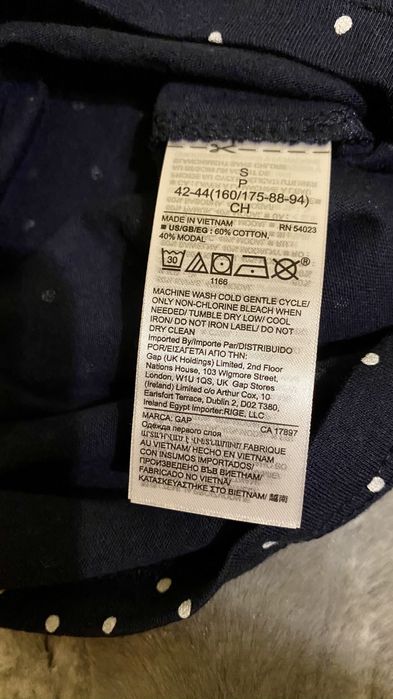 S
P
42-44(160/175-88-94)
CH
MADE IN VIETNAM RN 54023
■ US/GB/EG : 60% COTTON,
40% MODAL
30
1166
MACHINE WASH COLD GENTLE CYCLE/
ONLY NON-CHLORINE BLEACH WHEN
NEEDED/ TUMBLE DRY LOW/ COOL
IRON/ DO NOT IRON LABEL/ DO NOT
DRY CLEAN
Imported By/Importe Par/DISTRIBUIDO
POR/ΕΙΣΑΓΕΤΑΙ ΑΠΟ ΤΗΝ:
Gap (UK Holdings) Limited, 2nd Floor
Nations House, 103 Wigmore Street,
London, W1U 1QS, UK Gap Stores
(Ireland) Limited c/o Arthur Cox, 10
Earlsfort Terrace, Dublin 2, D02 T380,
Ireland Egypt Importer:RIGE, LLC.
MARCA. GAP CA 17897
Одежда первого слоя
FABRIQUE
AU VIETNAM/ HECHO EN VIETNAM
CON INSUMOS IMPORTADOS/
ПРОИЗВЕДЕНО ВЪВ ВИЕТНАМ/
FABRICADO NO VIETNÃ/
ΚΑΤΑΣΚΕΥΑΣΤΗΚΕ ΣΤΟ ΒΙΕΤΝΑΜ/ 越南